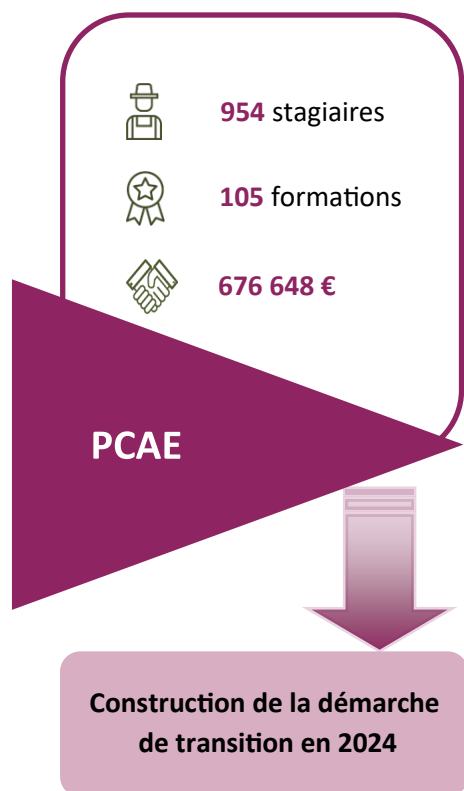 954 stagiaires
105 formations
676 648 €
PCAE
Construction de la démarche
de transition en 2024